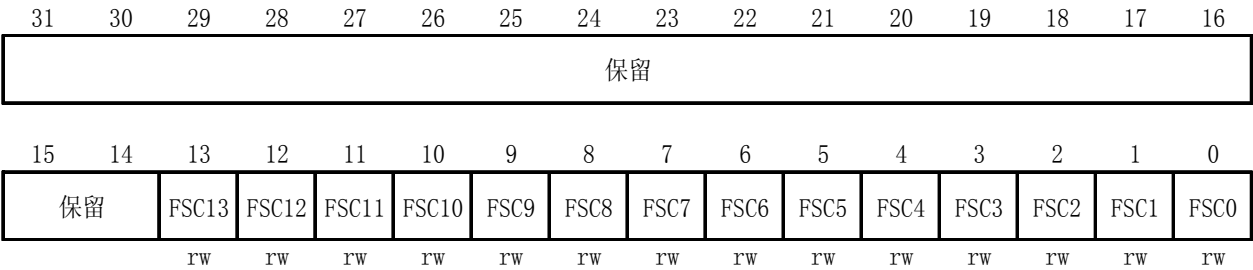 31 30 29 28 27 26 25 24 23 22 21 20 19 18 17 16
保留
15 14 13 12 11 10 9 8 7 6 5 4 3 2 1 0
保留 FSC13 FSC12 FSC11 FSC10 FSC9 FSC8 FSC7 FSC6 FSC5 FSC4 FSC3 FSC2 FSC1 FSC0
rw rw rw rw rw rw rw rw rw rw rw rw rw rw